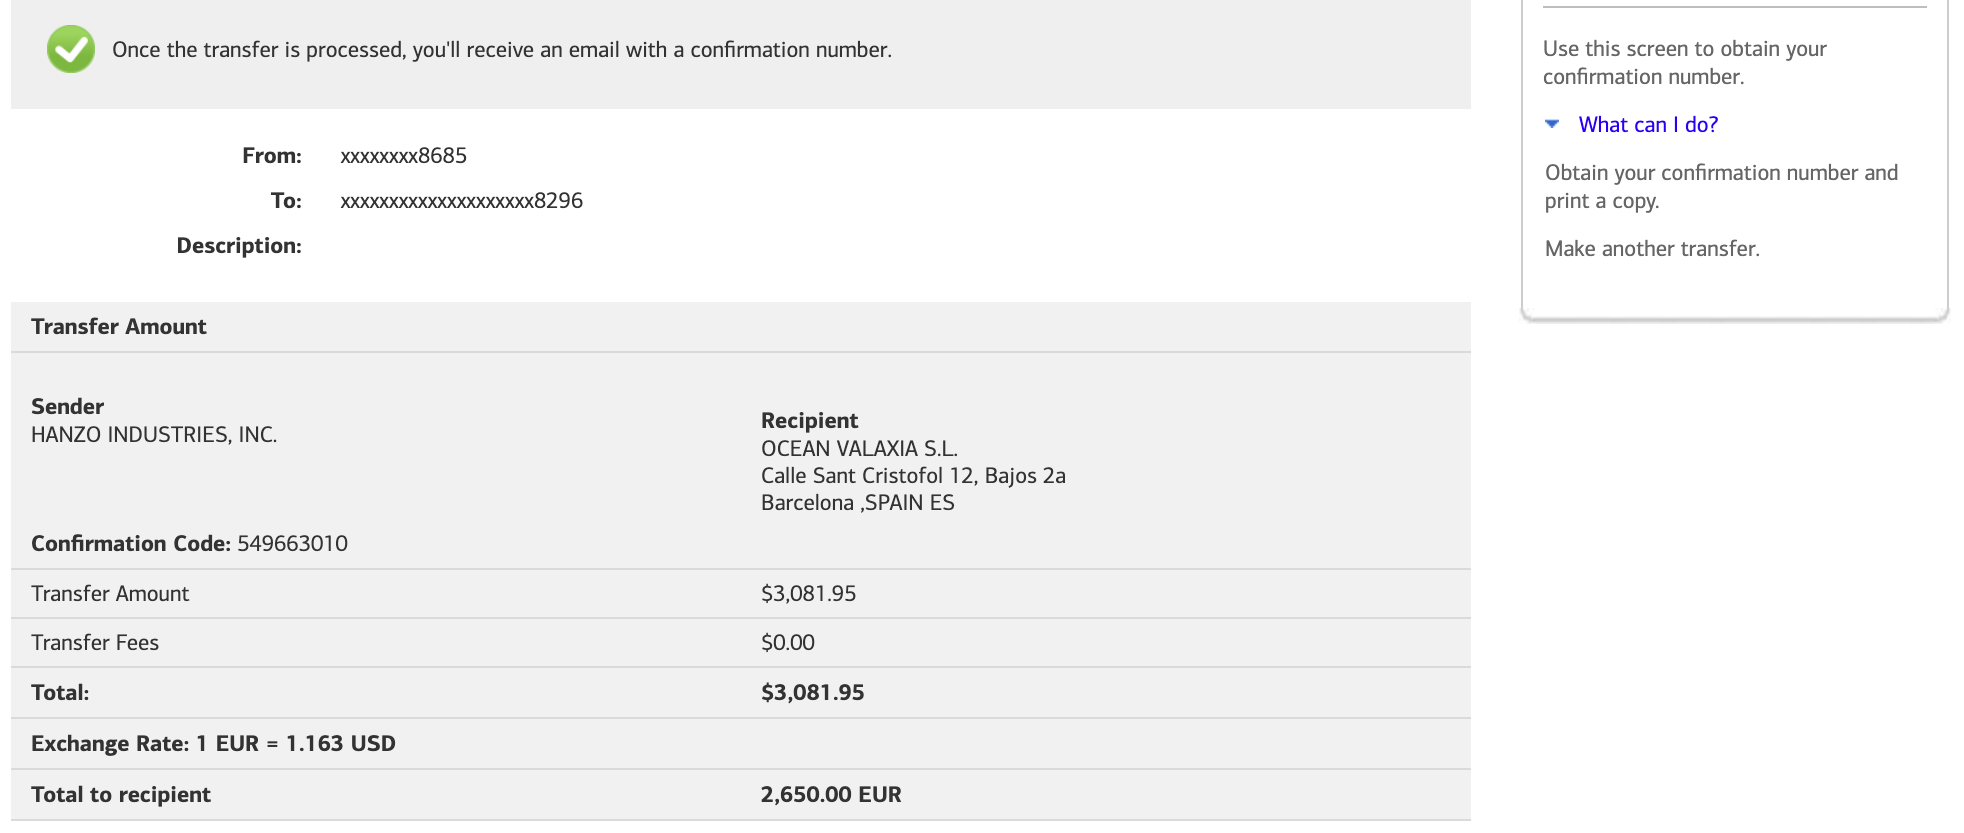 Once the transfer is processed, you'll receive an email with a confirmation number.
From: xxxxxxxx8685
To: xxxxxxxxxxxxxxxxxxxx8296
Description:
Transfer Amount
Sender
HANZO INDUSTRIES, INC.
Recipient
OCEAN VALAXIA S.L.
Calle Sant Cristofol 12, Bajos 2a
Barcelona ,SPAIN ES
Confirmation Code: 549663010
Transfer Amount $3,081.95
Transfer Fees $0.00
Total: $3,081.95
Exchange Rate: 1 EUR = 1.163 USD
Total to recipient 2,650.00 EUR
Use this screen to obtain your
confirmation number.
What can I do?
Obtain your confirmation number and
print a copy.
Make another transfer.